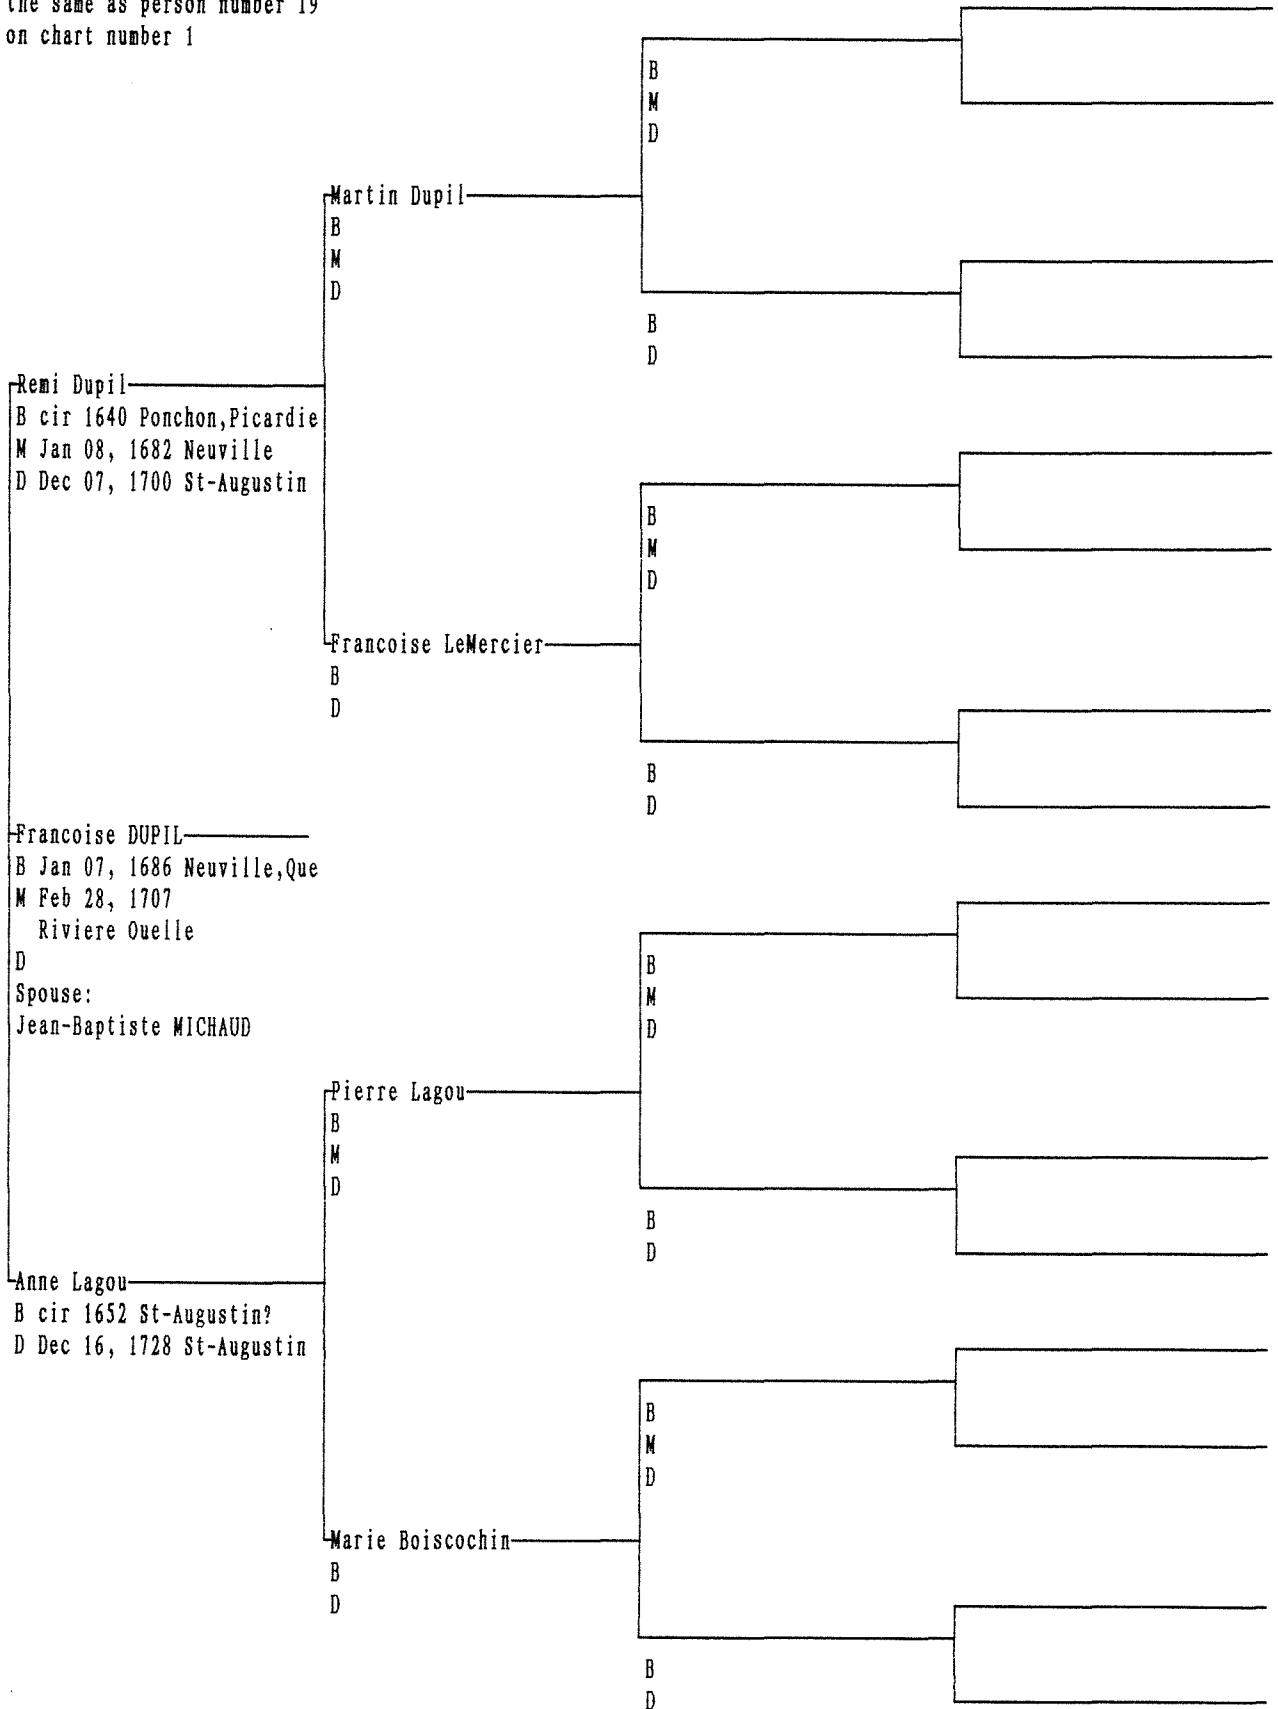 the same as person number 19
on chart number 1
B
M
D
Martin Dupil
B
M
D
B
D
Remi Dupil
B cir 1640 Ponchon,Picardie
M Jan 08, 1682 Neuville
D Dec 07, 1700 St-Augustin
B
M
D
Francoise LeMercier
B
D
B
D
Francoise DUPIL
B Jan 07, 1686 Neuville,Que
M Feb 28, 1707
Riviere Ouelle
D
Spouse:
Jean-Baptiste MICHAUD
B
M
D
Pierre Lagou
B
M
D
B
D
Anne Lagou
B cir 1652 St-Augustin?
D Dec 16, 1728 St-Augustin
B
M
D
Marie Boiscochin
B
D
B
D